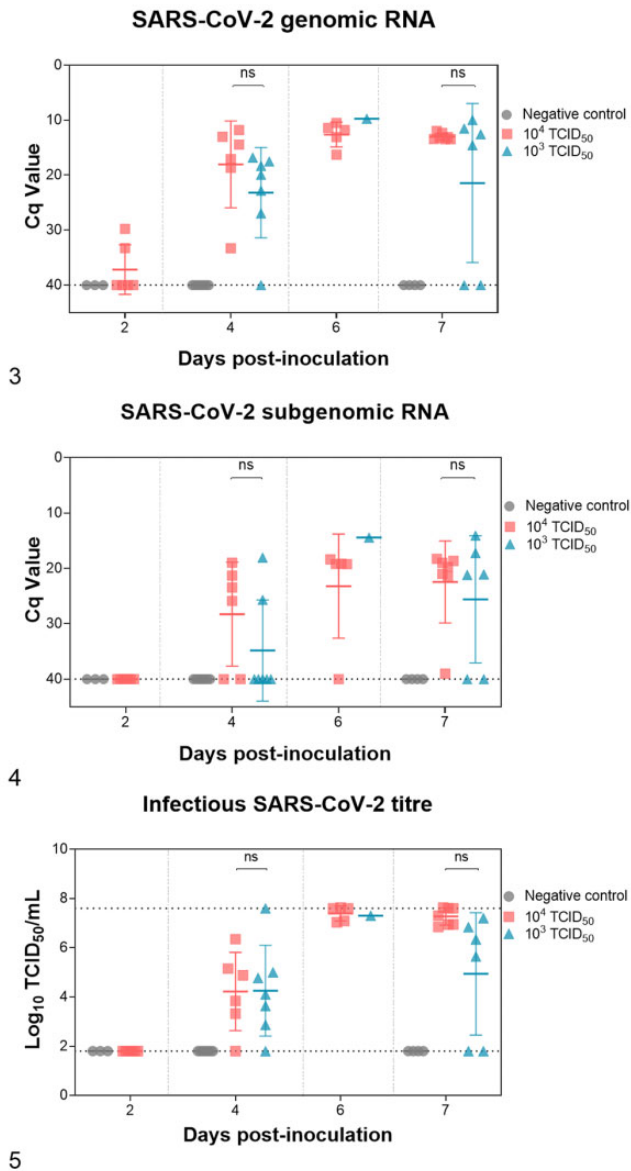 SARS-CoV-2 genomic RNA
0
10
20
30
40
Cq Value
ns
ns
Negative control
10⁴ TCID₅₀
10³ TCID₅₀
2
4
6
7
Days post-inoculation
3
SARS-CoV-2 subgenomic RNA
0
10
20
30
40
Cq Value
ns
ns
Negative control
10⁴ TCID₅₀
10³ TCID₅₀
2
4
6
7
Days post-inoculation
4
Infectious SARS-CoV-2 titre
10
8
6
4
2
0
Log₁₀ TCID₅₀/mL
ns
ns
Negative control
10⁴ TCID₅₀
10³ TCID₅₀
2
4
6
7
Days post-inoculation
5